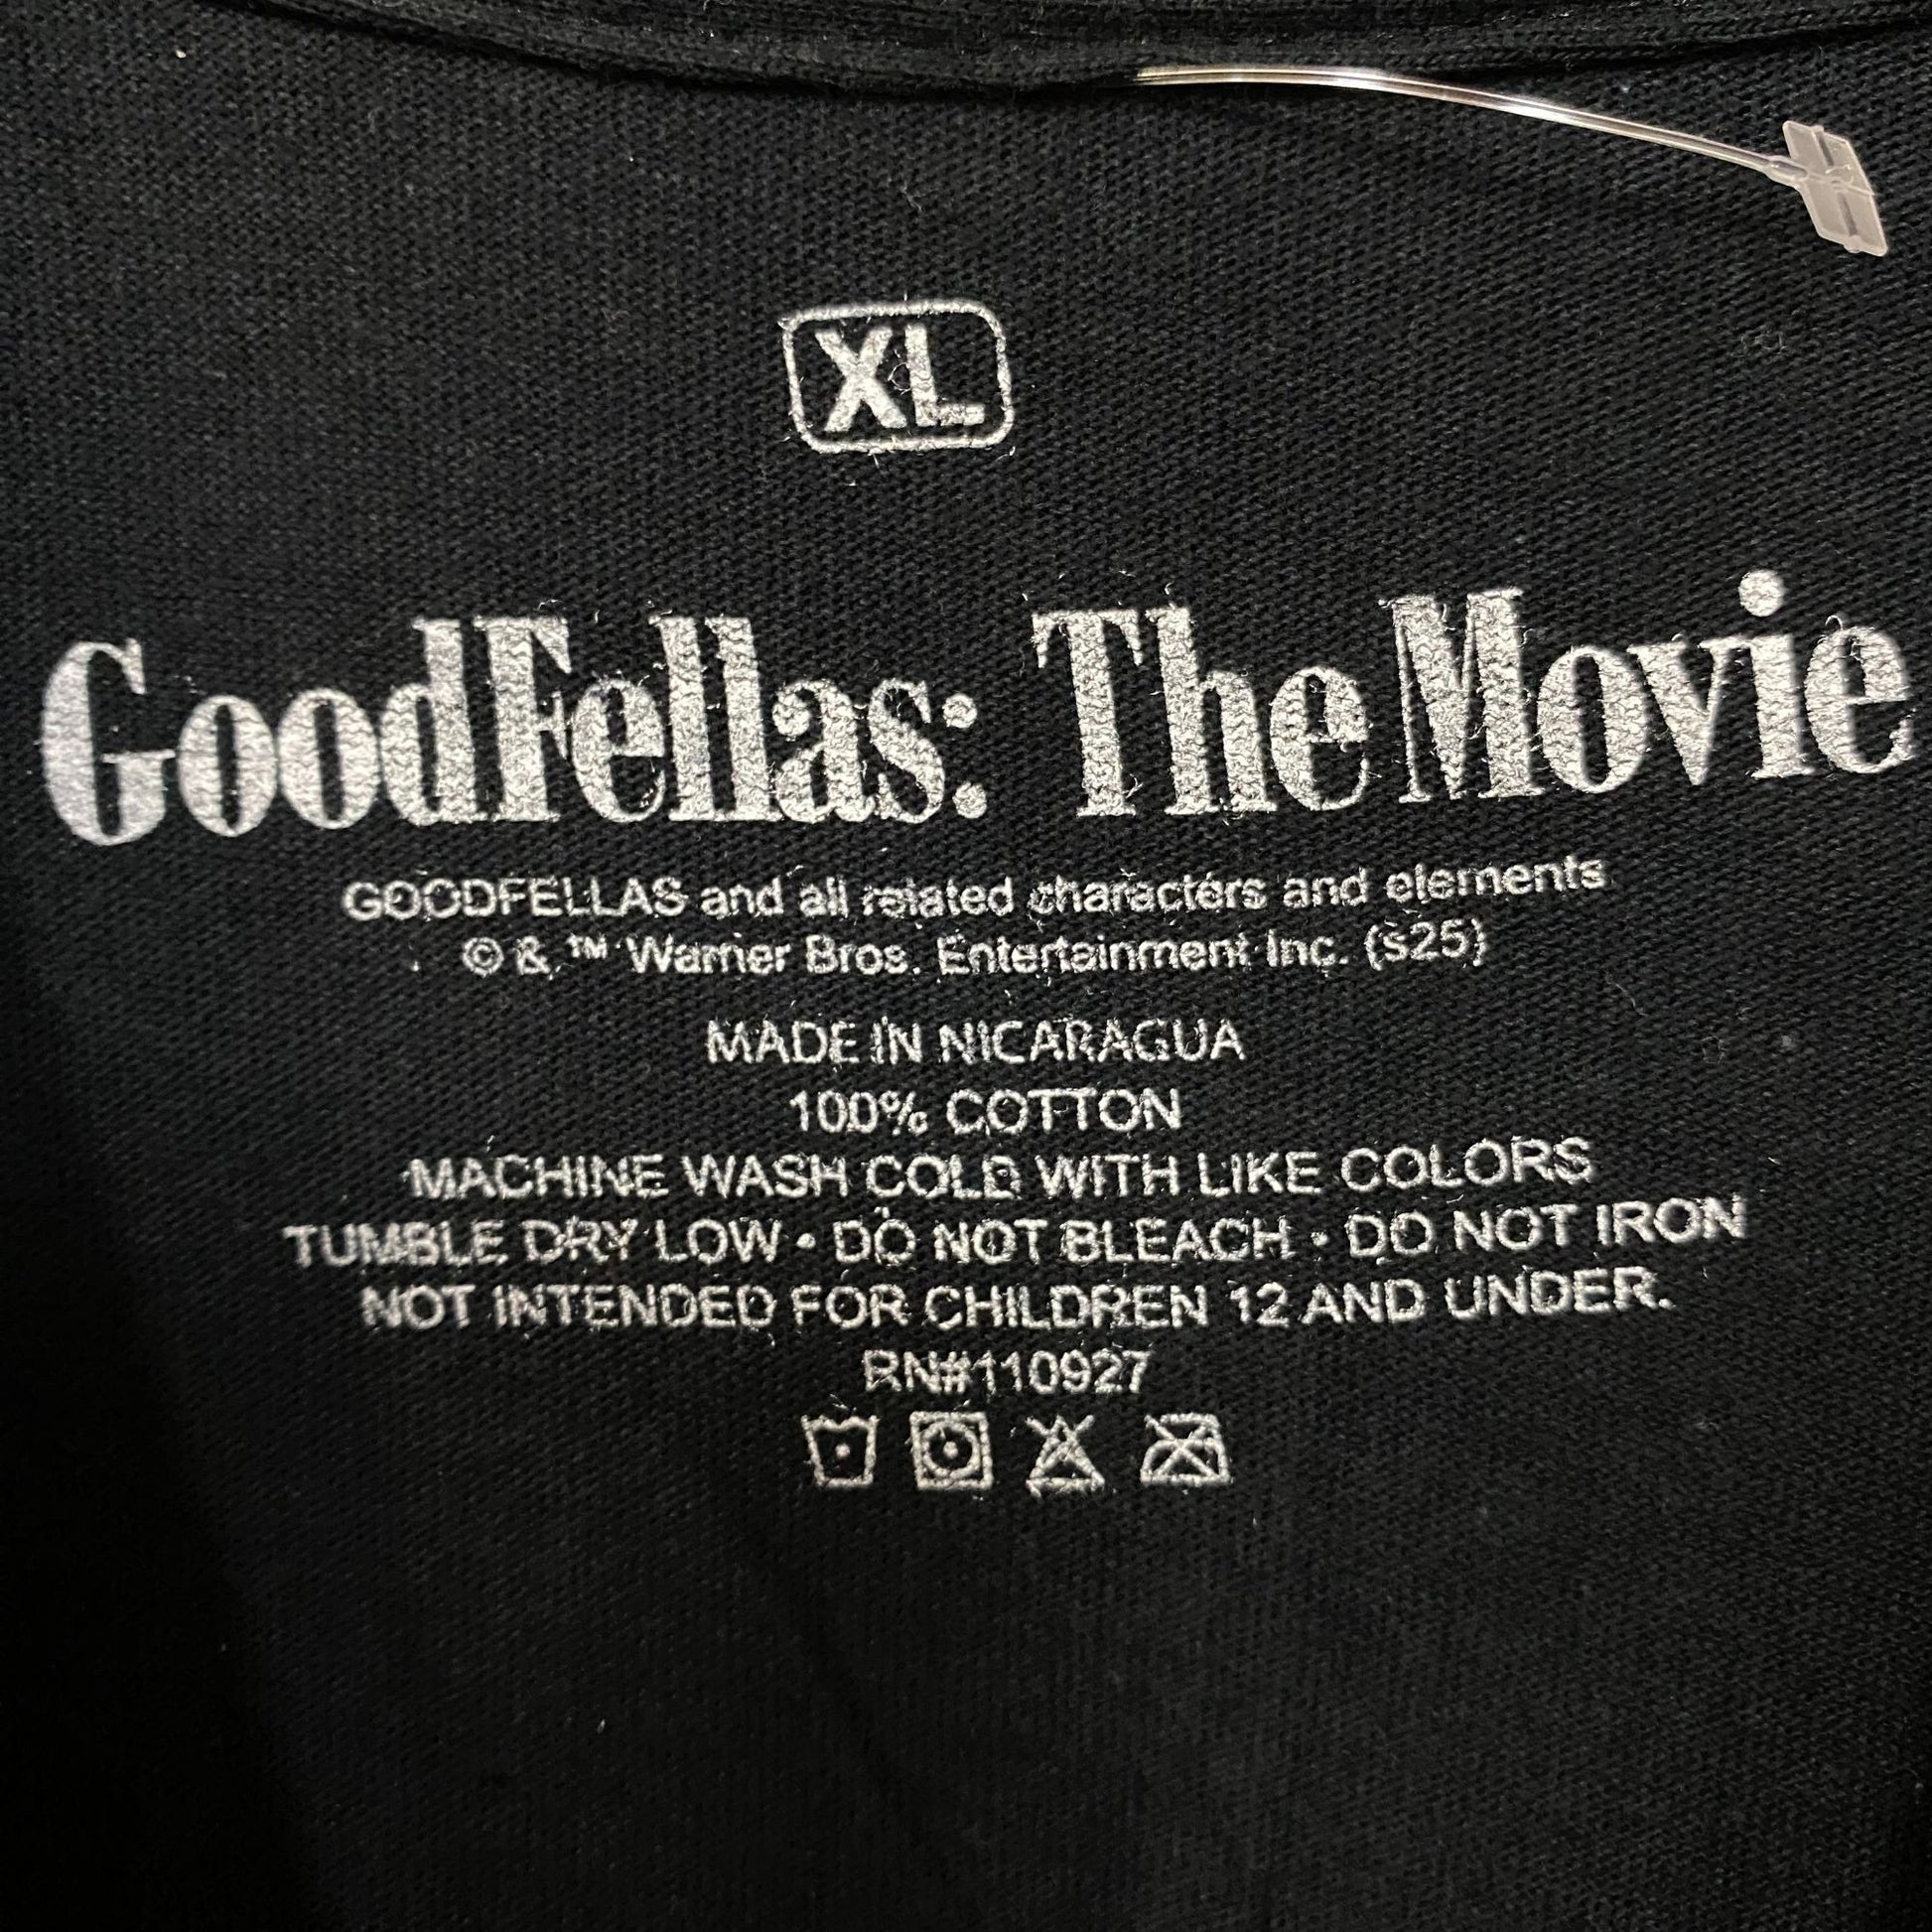 XL
GoodFellas: The Movie
GOODFELLAS and all related characters and elements
© & ™ Warner Bros. Entertainment Inc. (s25)
MADE IN NICARAGUA
100% COTTON
MACHINE WASH COLD WITH LIKE COLORS
TUMBLE DRY LOW • DO NOT BLEACH • DO NOT IRON
NOT INTENDED FOR CHILDREN 12 AND UNDER.
RN#110927